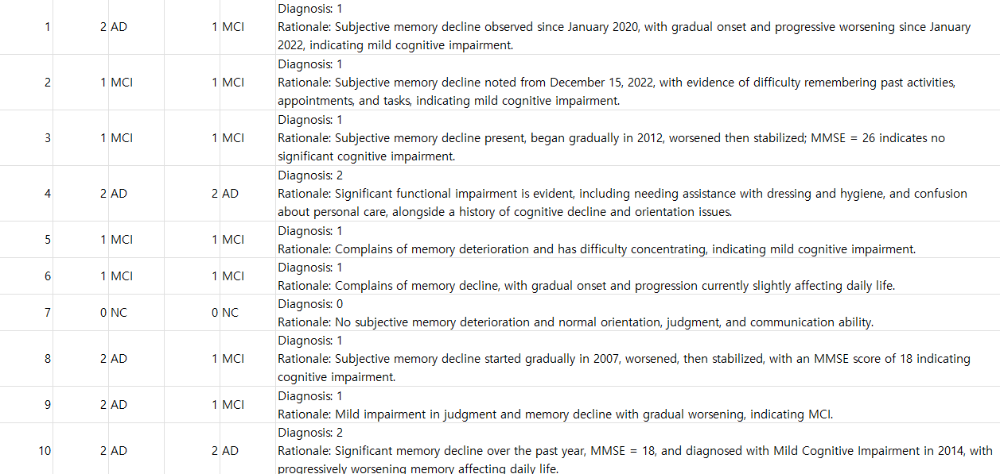 Diagnosis: 1
1 2 AD 1 MCI Rationale: Subjective memory decline observed since January 2020, with gradual onset and progressive worsening since January
2022, indicating mild cognitive impairment.
Diagnosis: 1
2 1 MCI 1 MCI Rationale: Subjective memory decline noted from December 15, 2022, with evidence of difficulty remembering past activities,
appointments, and tasks, indicating mild cognitive impairment.
Diagnosis: 1
3 1 MCI 1 MCI Rationale: Subjective memory decline present, began gradually in 2012, worsened then stabilized; MMSE = 26 indicates no
significant cognitive impairment.
Diagnosis: 2
4 2 AD 2 AD Rationale: Significant functional impairment is evident, including needing assistance with dressing and hygiene, and confusion
about personal care, alongside a history of cognitive decline and orientation issues.
5 1 MCI 1 MCI Diagnosis: 1
Rationale: Complains of memory deterioration and has difficulty concentrating, indicating mild cognitive impairment.
6 1 MCI 1 MCI Diagnosis: 1
Rationale: Complains of memory decline, with gradual onset and progression currently slightly affecting daily life.
7 0 NC 0 NC Diagnosis: 0
Rationale: No subjective memory deterioration and normal orientation, judgment, and communication ability.
Diagnosis: 1
8 2 AD 1 MCI Rationale: Subjective memory decline started gradually in 2007, worsened, then stabilized, with an MMSE score of 18 indicating
cognitive impairment.
9 2 AD 1 MCI Diagnosis: 1
Rationale: Mild impairment in judgment and memory decline with gradual worsening, indicating MCI.
Diagnosis: 2
10 2 AD 2 AD Rationale: Significant memory decline over the past year, MMSE = 18, and diagnosed with Mild Cognitive Impairment in 2014, with
progressively worsening memory affecting daily life.